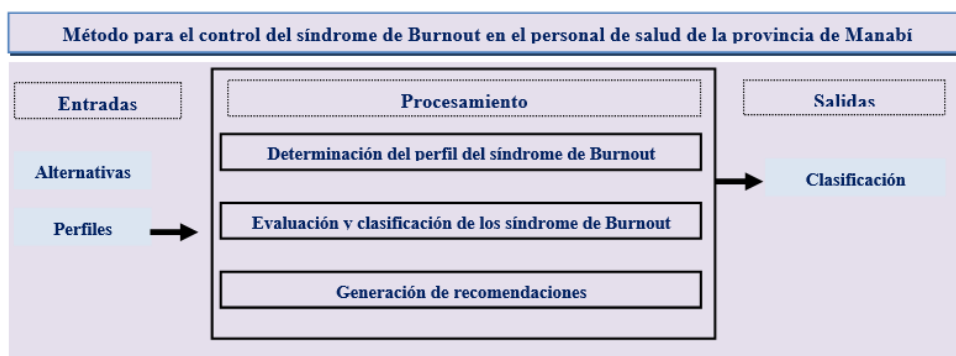 Método para el control del síndrome de Burnout en el personal de salud de la provincia de Manabí
Entradas
Procesamiento
Salidas
Determinación del perfil del síndrome de Burnout
Alternativas
Clasificación
Perfiles
Evaluación y clasificación de los síndrome de Burnout
Generación de recomendaciones